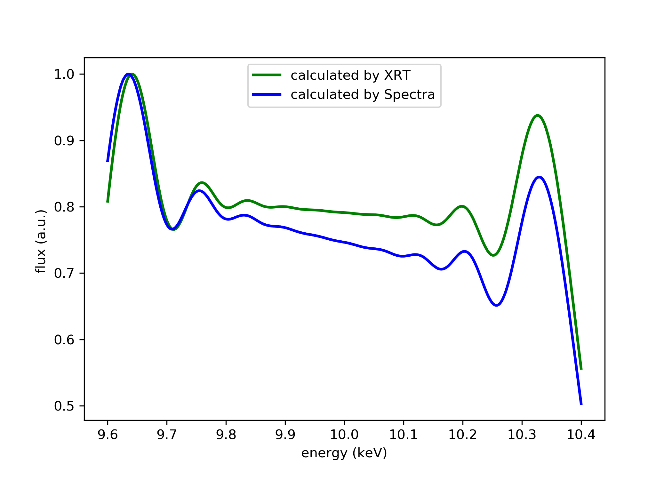 calculated by XRT
calculated by Spectra
flux (a.u.)
1.0
0.9
0.8
0.7
0.6
0.5
9.6 9.7 9.8 9.9 10.0 10.1 10.2 10.3 10.4
energy (keV)